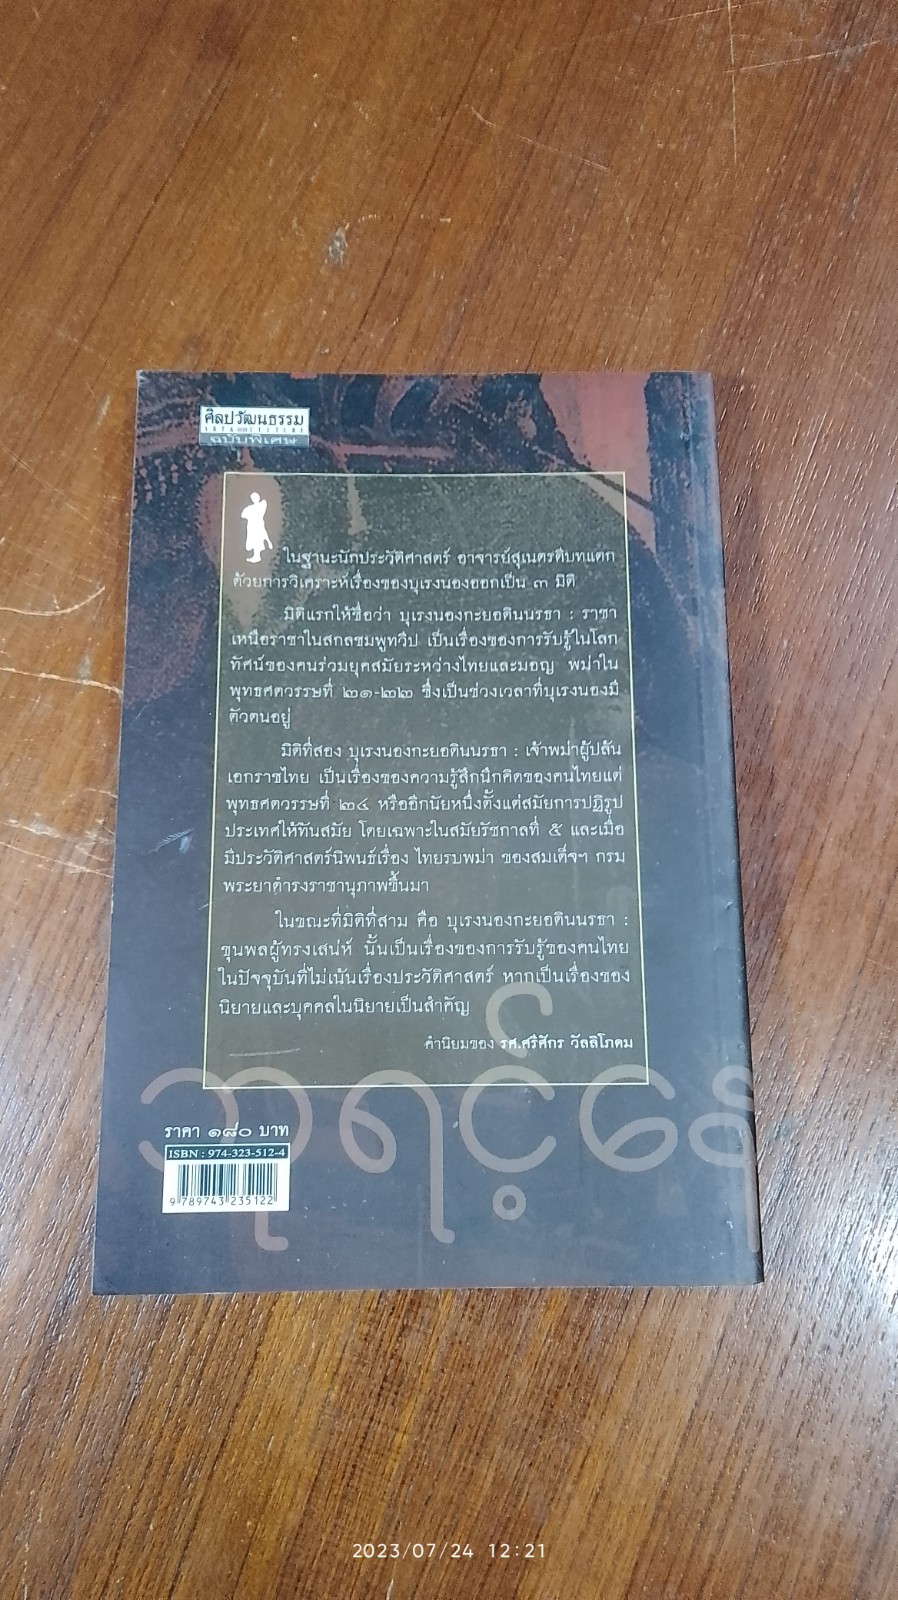 ศิลปวัฒนธรรม
ARTS and CULTURE
ฉบับพิเศษ
ในฐานะนักประวัติศาสตร์ อาจารย์สุเนตรตีบทแตก
ด้วยการวิเคราะห์เรื่องของบุเรงนองออกเป็น ๓ มิติ
มิติแรกให้ชื่อว่า บุเรงนองกะยอดินนรธา : ราชา
เหนือราชาในสกลชมพูทวีป เป็นเรื่องของการรับรู้ในโลก
ทัศน์ของคนร่วมยุคสมัยระหว่างไทยและมอญ พม่าใน
พุทธศตวรรษที่ ๒๑-๒๒ ซึ่งเป็นช่วงเวลาที่บุเรงนองมี
ตัวตนอยู่
มิติที่สอง บุเรงนองกะยอดินนรธา : เจ้าพม่าผู้ปล้น
เอกราชไทย เป็นเรื่องของความรู้สึกนึกคิดของคนไทยแต่
พุทธศตวรรษที่ ๒๔ หรืออีกนัยหนึ่งตั้งแต่สมัยการปฏิรูป
ประเทศให้ทันสมัย โดยเฉพาะในสมัยรัชกาลที่ ๕ และเมื่อ
มีประวัติศาสตร์นิพนธ์เรื่อง ไทยรบพม่า ของสมเด็จฯ กรม
พระยาดำรงราชานุภาพขึ้นมา
ในขณะที่มิติที่สาม คือ บุเรงนองกะยอดินนรธา :
ขุนพลผู้ทรงเสน่ห์ นั้นเป็นเรื่องของการรับรู้ของคนไทย
ในปัจจุบันที่ไม่เน้นเรื่องประวัติศาสตร์ หากเป็นเรื่องของ
นิยายและบุคคลในนิยายเป็นสำคัญ
คำนิยมของ รศ.ศรีศักร วัลลิโภดม
ราคา ๑๘๐ บาท
ISBN : 974-323-512-4
9 789743 235122
2023/07/24 12:21